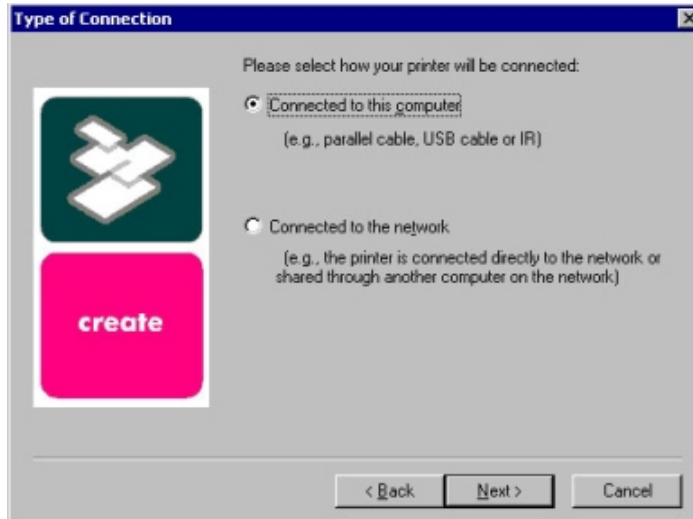 Type of Connection
Please select how your printer will be connected:
Connected to this computer
(e.g., parallel cable, USB cable or IR)
Connected to the network
(e.g., the printer is connected directly to the network or
shared through another computer on the network)
create
< Back
Next >
Cancel